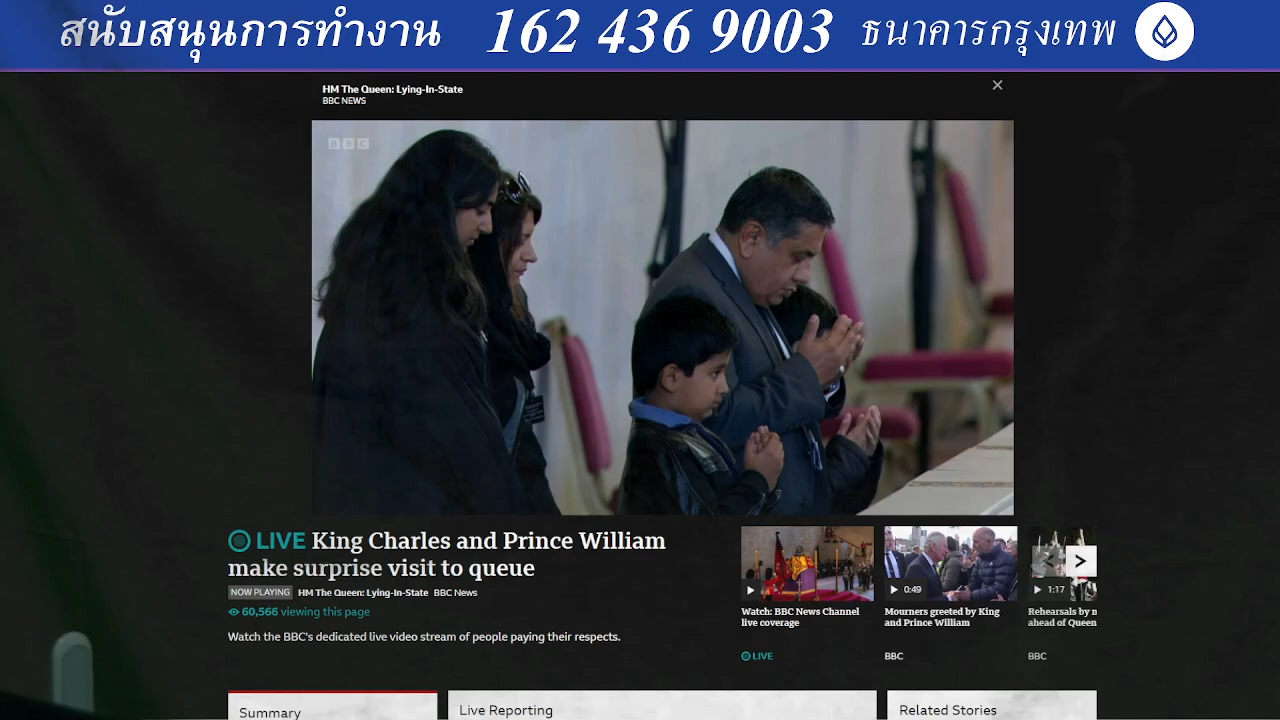 สนับสนุนการทำงาน 162 436 9003 ธนาคารกรุงเทพ
HM The Queen: Lying-In-State
BBC NEWS
BBC
LIVE King Charles and Prince William
make surprise visit to queue
NOW PLAYING HM The Queen: Lying-In-State BBC News
60,566 viewing this page
Watch the BBC's dedicated live video stream of people paying their respects.
Watch: BBC News Channel
live coverage
LIVE
0:49
Mourners greeted by King
and Prince William
BBC
1:17
Rehearsals by
ahead of Queen
BBC
Summary
Live Reporting
Related Stories